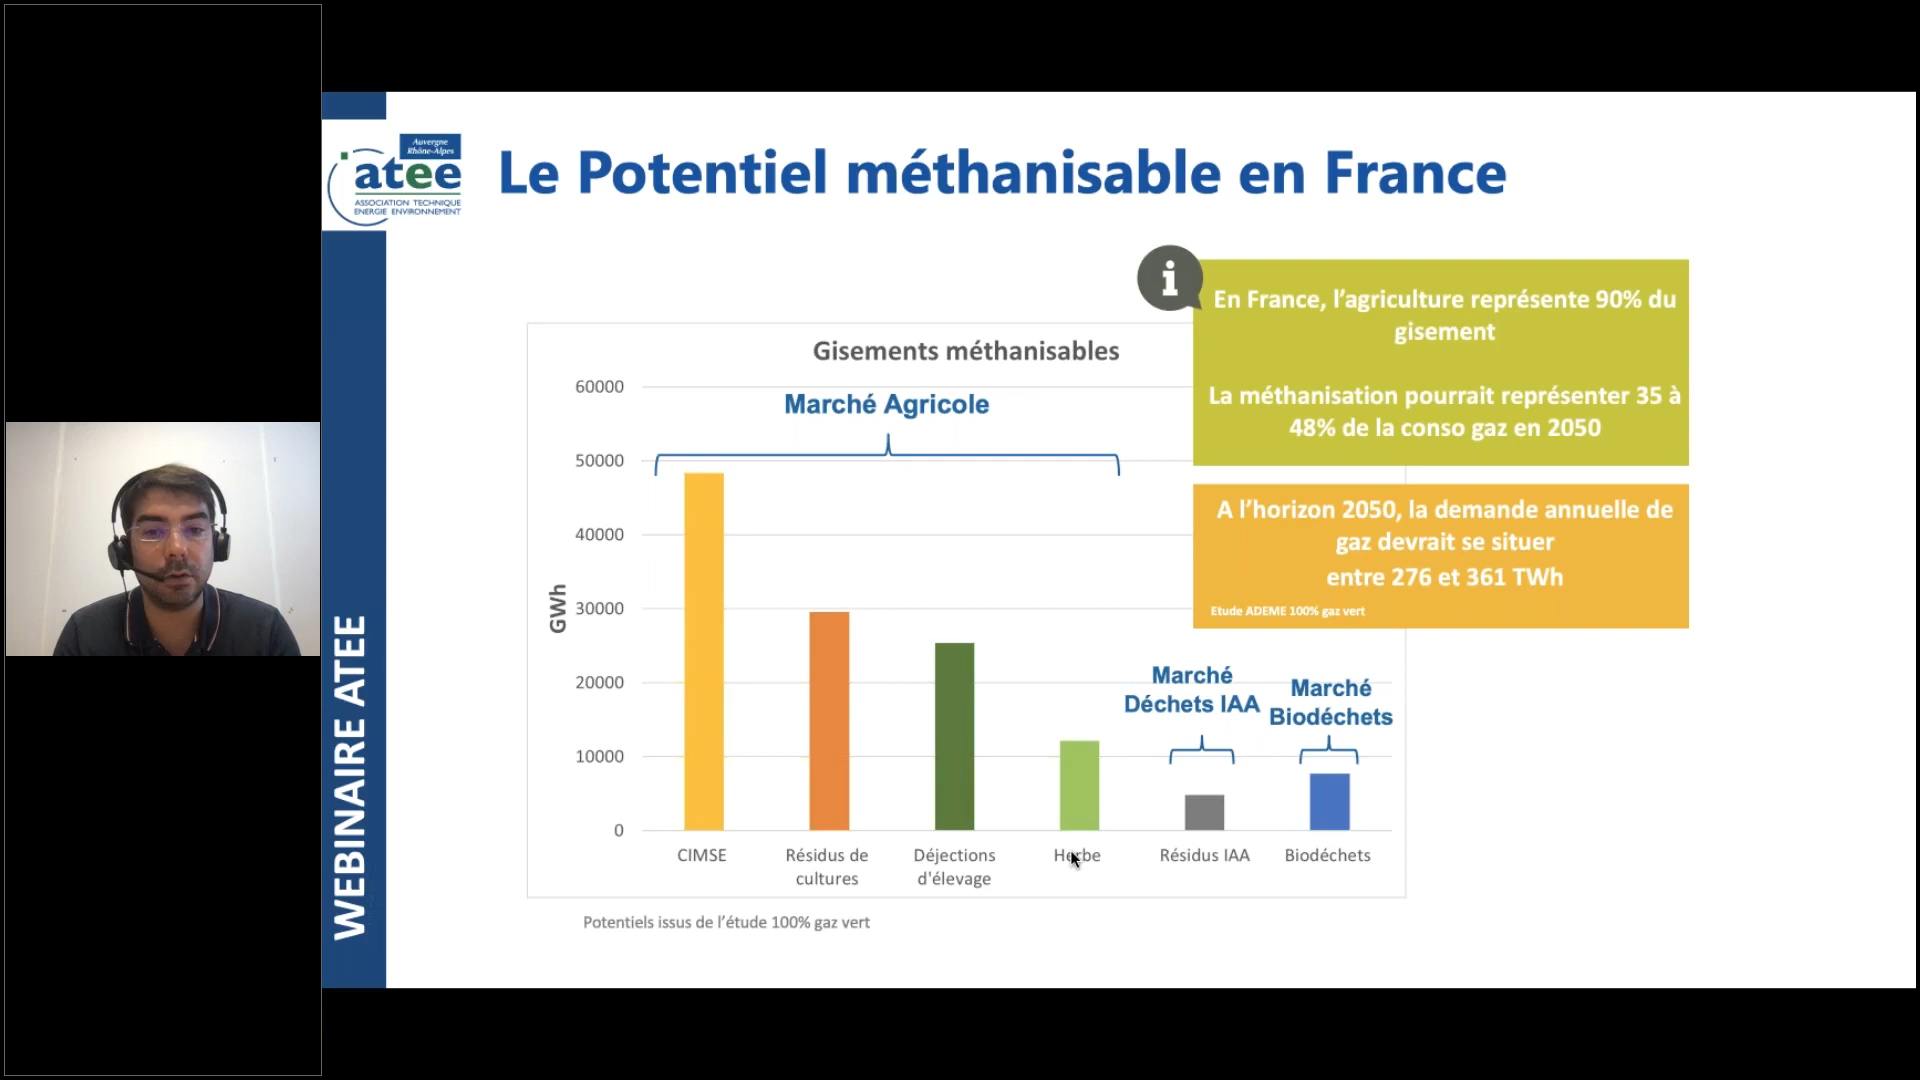 Auvergne
Rhône-Alpes
atee
ASSOCIATION TECHNIQUE
ENERGIE ENVIRONNEMENT
Le Potentiel méthanisable en France
WEBINAIRE ATEE
En France, l’agriculture représente 90% du
gisement
La méthanisation pourrait représenter 35 à
48% de la conso gaz en 2050
A l’horizon 2050, la demande annuelle de
gaz devrait se situer
entre 276 et 361 TWh
Etude ADEME 100% gaz vert
Gisements méthanisables
Marché Agricole
Marché
Déchets IAA
Marché
Biodéchets
GWh
60000
50000
40000
30000
20000
10000
0
CIMSE
Résidus de
cultures
Déjections
d'élevage
Herbe
Résidus IAA
Biodéchets
Potentiels issus de l’étude 100% gaz vert